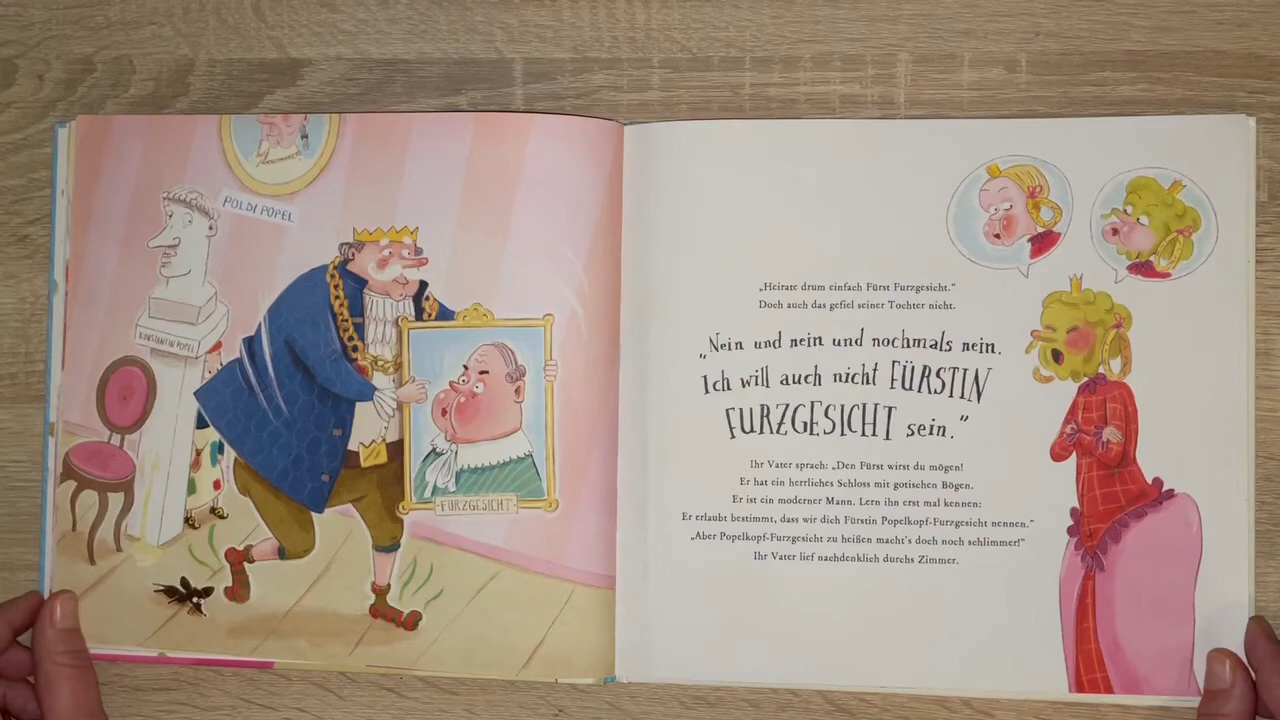 POLDI POPEL
KONSTANTIN POPEL
FURZGESICHT
„Heirate drum einfach Fürst Furzgesicht.“
Doch auch das gefiel seiner Tochter nicht.
„Nein und nein und nochmals nein.
Ich will auch nicht FÜRSTIN
FURZGESICHT sein.“
Ihr Vater sprach: „Den Fürst wirst du mögen!
Er hat ein herrliches Schloss mit gotischen Bögen.
Er ist ein moderner Mann. Lern ihn erst mal kennen:
Er erlaubt bestimmt, dass wir dich Fürstin Popelkopf-Furzgesicht nennen.“
„Aber Popelkopf-Furzgesicht zu heißen macht's doch noch schlimmer!“
Ihr Vater lief nachdenklich durchs Zimmer.